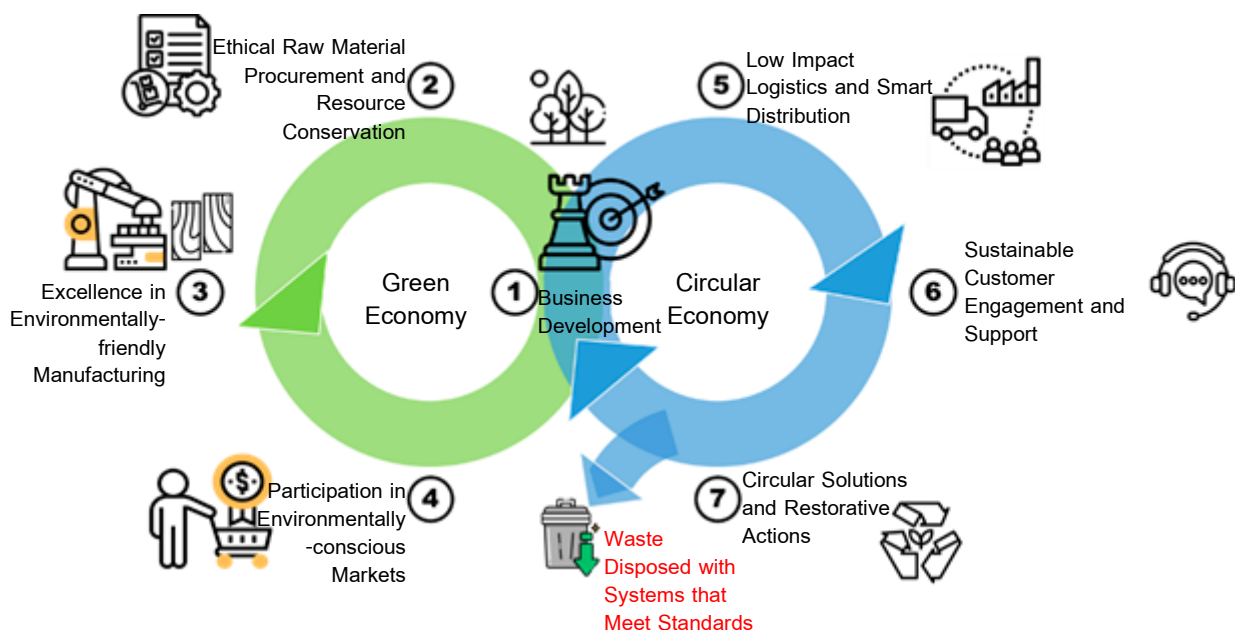 Ethical Raw Material
Procurement and
Resource
Conservation
2
5
Low Impact
Logistics and Smart
Distribution
3
Excellence in
Environmentally-
friendly
Manufacturing
Green
Economy
1
Business
Development
Circular
Economy
6
Sustainable
Customer
Engagement and
Support
$
Participation in
Environmentally
-conscious
Markets
4
7
Circular Solutions
and Restorative
Actions
Waste
Disposed with
Systems that
Meet Standards